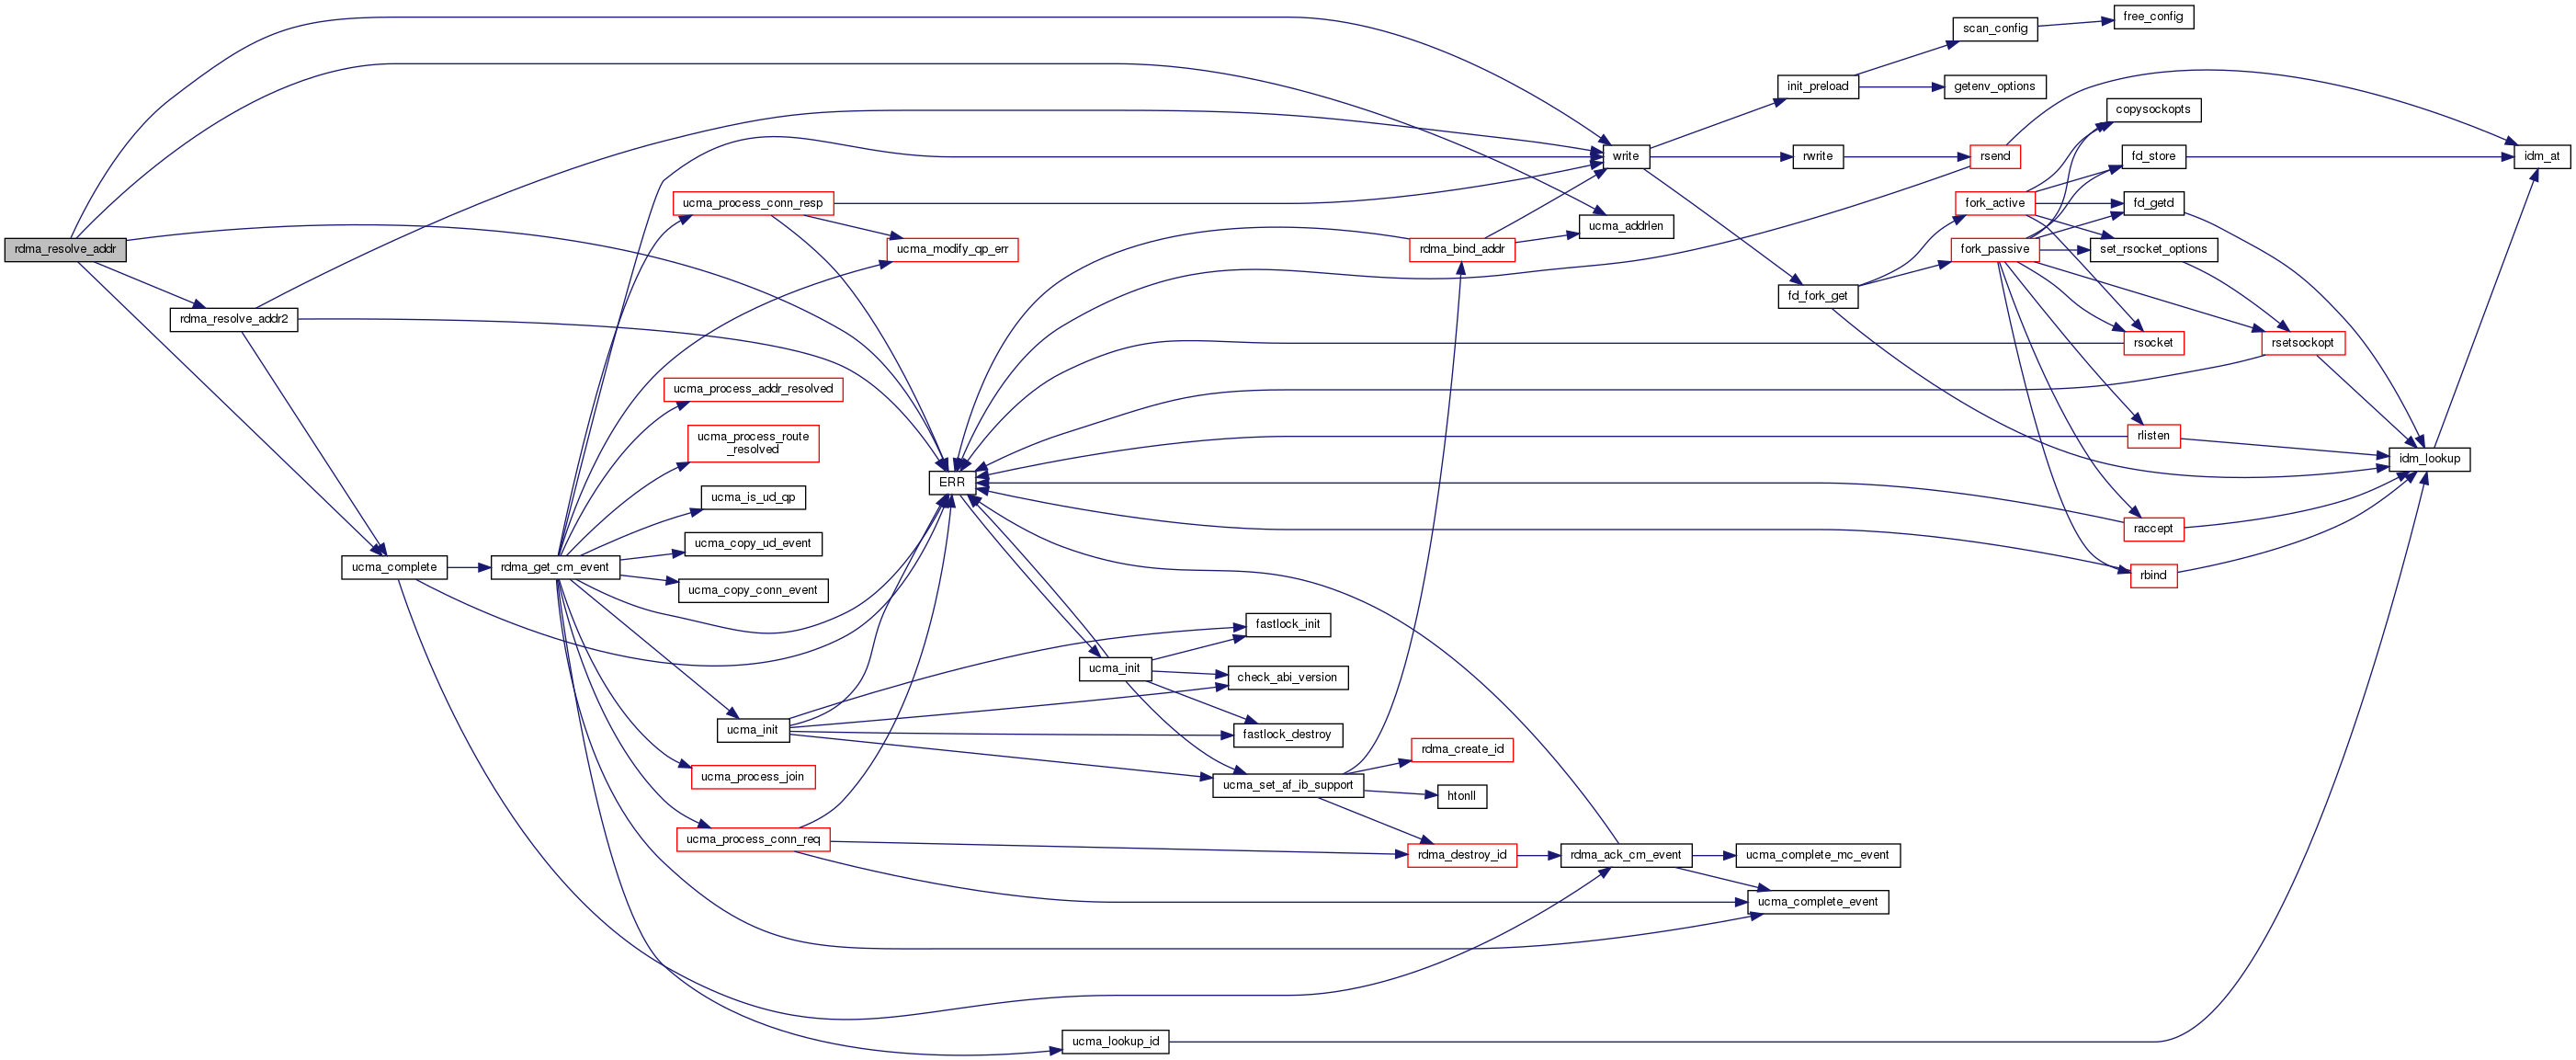 free_config
scan_config
init_preload
getenv_options
copysockopts
write
rwrite
rsend
fd_store
idm_at
ucma_process_conn_resp
fork_active
fd_getd
ucma_addrlen
rdma_resolve_addr
ucma_modify_qp_err
rdma_bind_addr
fork_passive
set_rsocket_options
fd_fork_get
rdma_resolve_addr2
rsocket
rsetsockopt
ucma_process_addr_resolved
ucma_process_route
_resolved
rlisten
idm_lookup
ERR
ucma_is_ud_qp
raccept
ucma_copy_ud_event
ucma_complete
rdma_get_cm_event
rbind
ucma_copy_conn_event
fastlock_init
ucma_init
check_abi_version
ucma_init
fastlock_destroy
rdma_create_id
ucma_process_join
ucma_set_af_ib_support
htonll
ucma_process_conn_req
rdma_destroy_id
rdma_ack_cm_event
ucma_complete_mc_event
ucma_complete_event
ucma_lookup_id